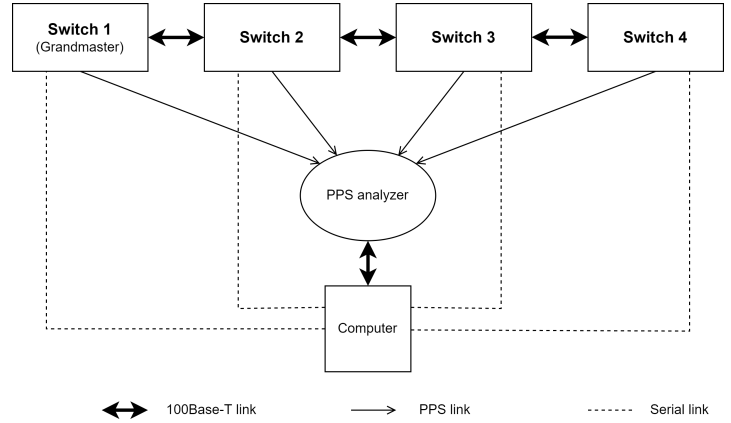 Switch 1
(Grandmaster)
Switch 2
Switch 3
Switch 4
PPS analyzer
Computer
100Base-T link
PPS link
Serial link